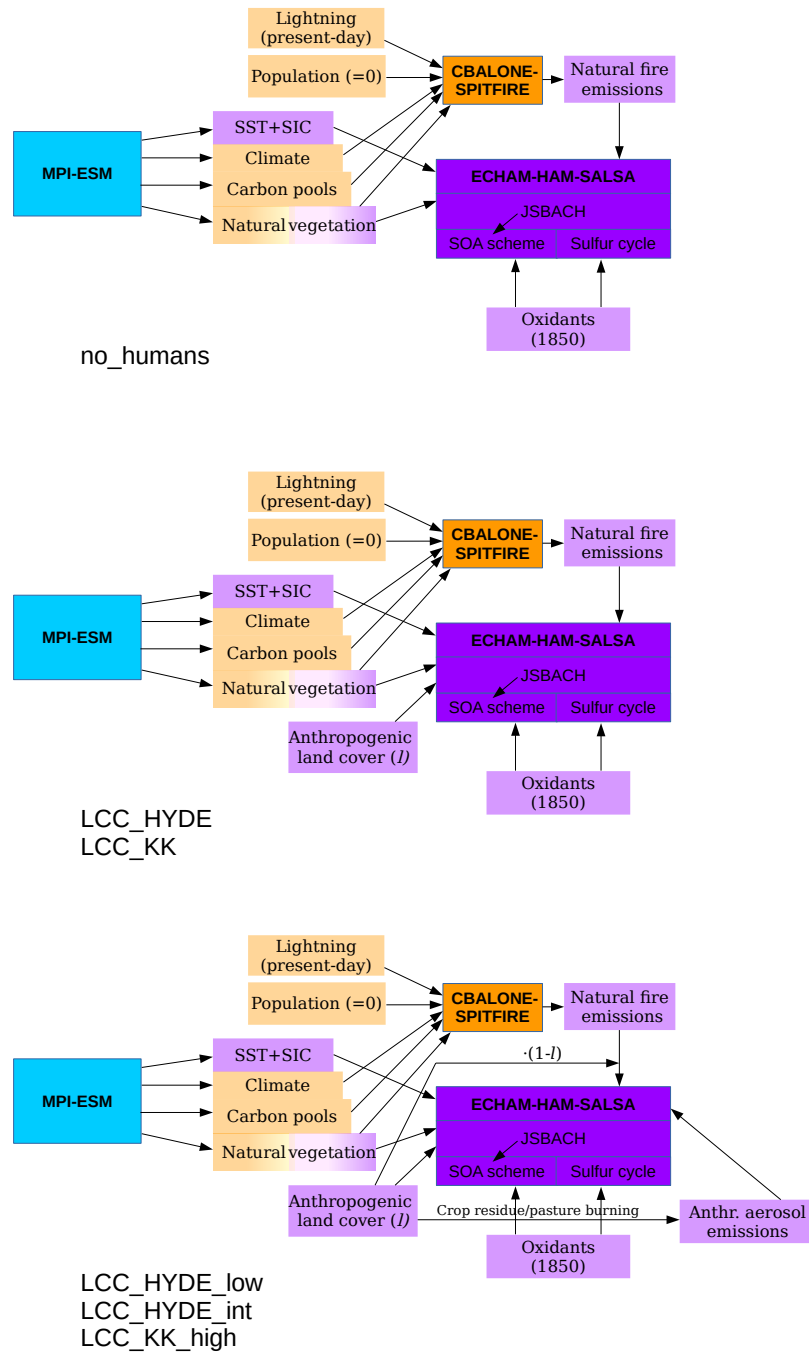 Lightning
(present-day)
Population (=0)
CBALONE-
SPITFIRE
Natural fire
emissions
MPI-ESM
SST+SIC
Climate
Carbon pools
Natural vegetation
ECHAM-HAM-SALSA
JSBACH
SOA scheme
Sulfur cycle
Oxidants
(1850)
no_humans
Lightning
(present-day)
Population (=0)
CBALONE-
SPITFIRE
Natural fire
emissions
MPI-ESM
SST+SIC
Climate
Carbon pools
Natural vegetation
ECHAM-HAM-SALSA
JSBACH
SOA scheme
Sulfur cycle
Anthropogenic
land cover (l)
Oxidants
(1850)
LCC_HYDE
LCC_KK
Lightning
(present-day)
Population (=0)
CBALONE-
SPITFIRE
Natural fire
emissions
·(1-l)
MPI-ESM
SST+SIC
Climate
Carbon pools
Natural vegetation
ECHAM-HAM-SALSA
JSBACH
SOA scheme
Sulfur cycle
Anthropogenic
land cover (l)
Crop residue/pasture burning
Anthr. aerosol
emissions
Oxidants
(1850)
LCC_HYDE_low
LCC_HYDE_int
LCC_KK_high